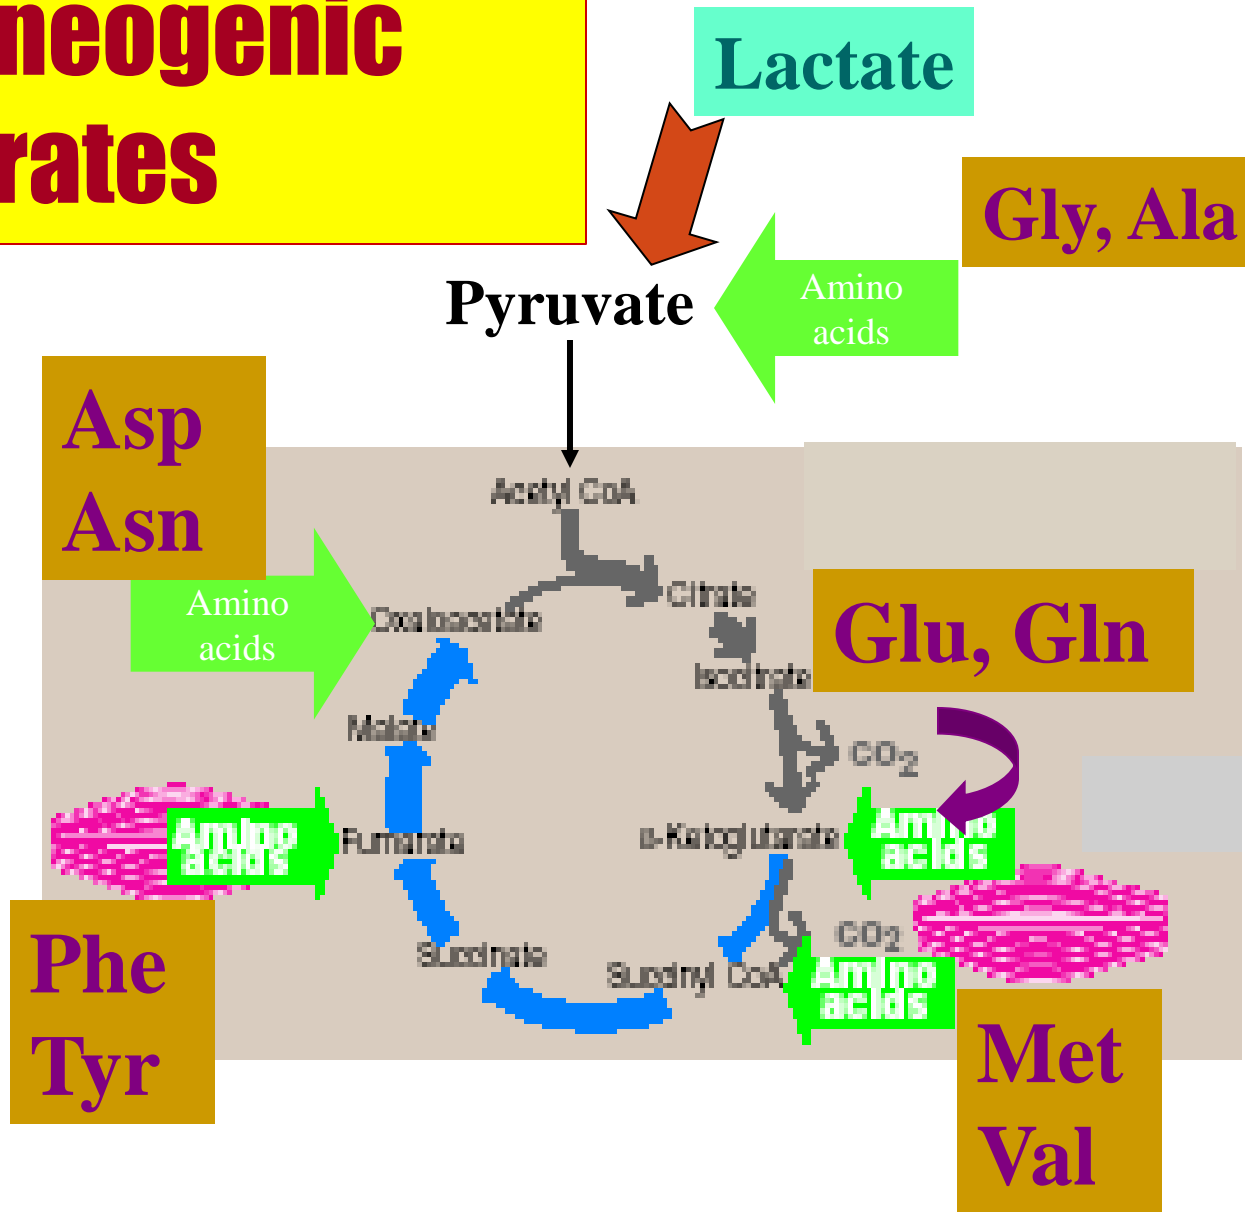 neogenic
rates
Lactate
Gly, Ala
Pyruvate
Amino
acids
Asp
Asn
Acetyl CoA
Amino
acids
Oxaloacetate
Citrate
Glu, Gln
Isocitrate
Malate
CO2
Amino
acids
Fumarate
α-Ketoglutarate
Amino
acids
Phe
Tyr
Succinate
CO2
Succinyl CoA
Amino
acids
Met
Val